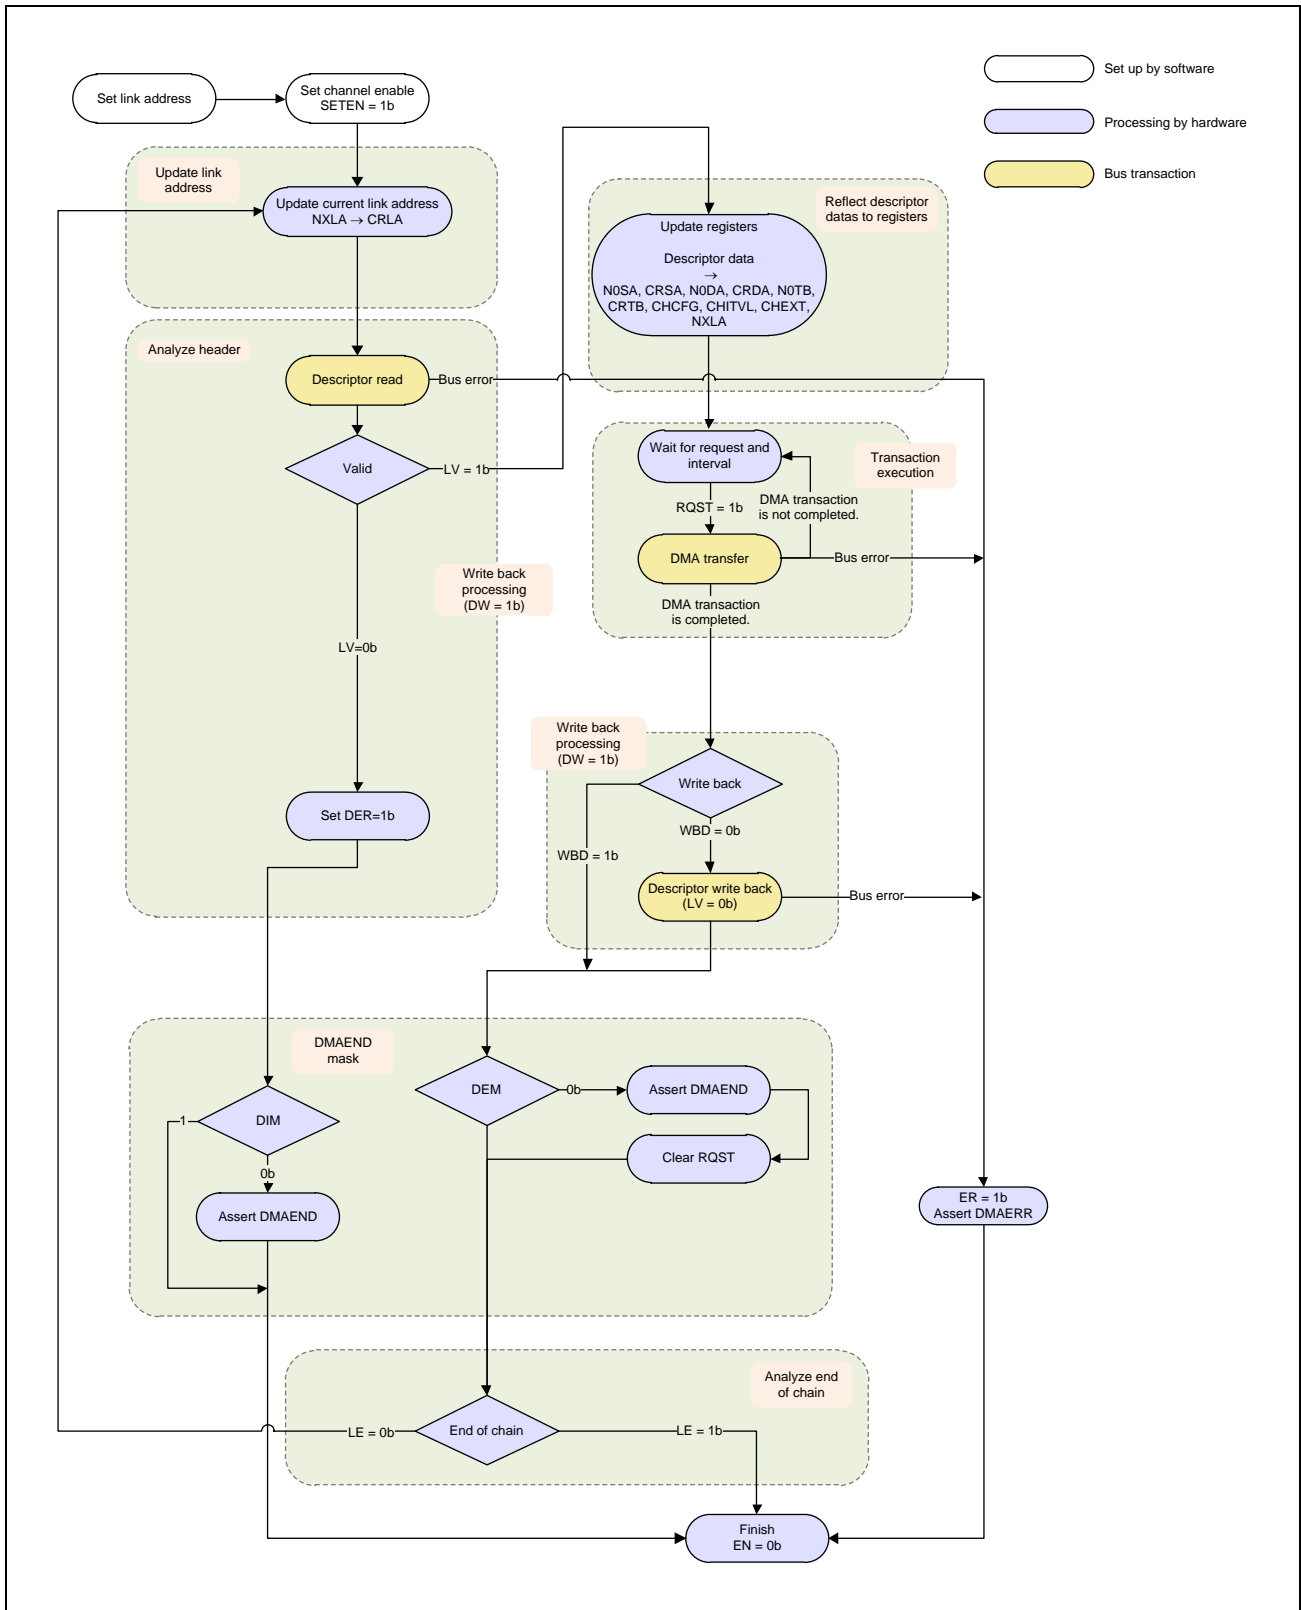 Set up by software
Set link address
Set channel enable
SETEN = 1b
Processing by hardware
Bus transaction
Update link
address
Update current link address
NXLA → CRLA
Reflect descriptor
datas to registers
Update registers
Descriptor data
→
N0SA, CRSA, N0DA, CRDA, N0TB,
CRTB, CHCFG, CHITVL, CHEXT,
NXLA
Analyze header
Descriptor read
Bus error
Valid
LV = 1b
Wait for request and
interval
Transaction
execution
RQST = 1b
DMA transaction
is not completed.
DMA transfer
Bus error
Write back
processing
(DW = 1b)
DMA transaction
is completed.
LV=0b
Write back
processing
(DW = 1b)
Write back
Set DER=1b
WBD = 0b
WBD = 1b
Descriptor write back
(LV = 0b)
Bus error
DMAEND
mask
DEM
0b
Assert DMAEND
DIM
1
Clear RQST
0b
Assert DMAEND
ER = 1b
Assert DMAERR
Analyze end
of chain
LE = 0b
End of chain
LE = 1b
Finish
EN = 0b